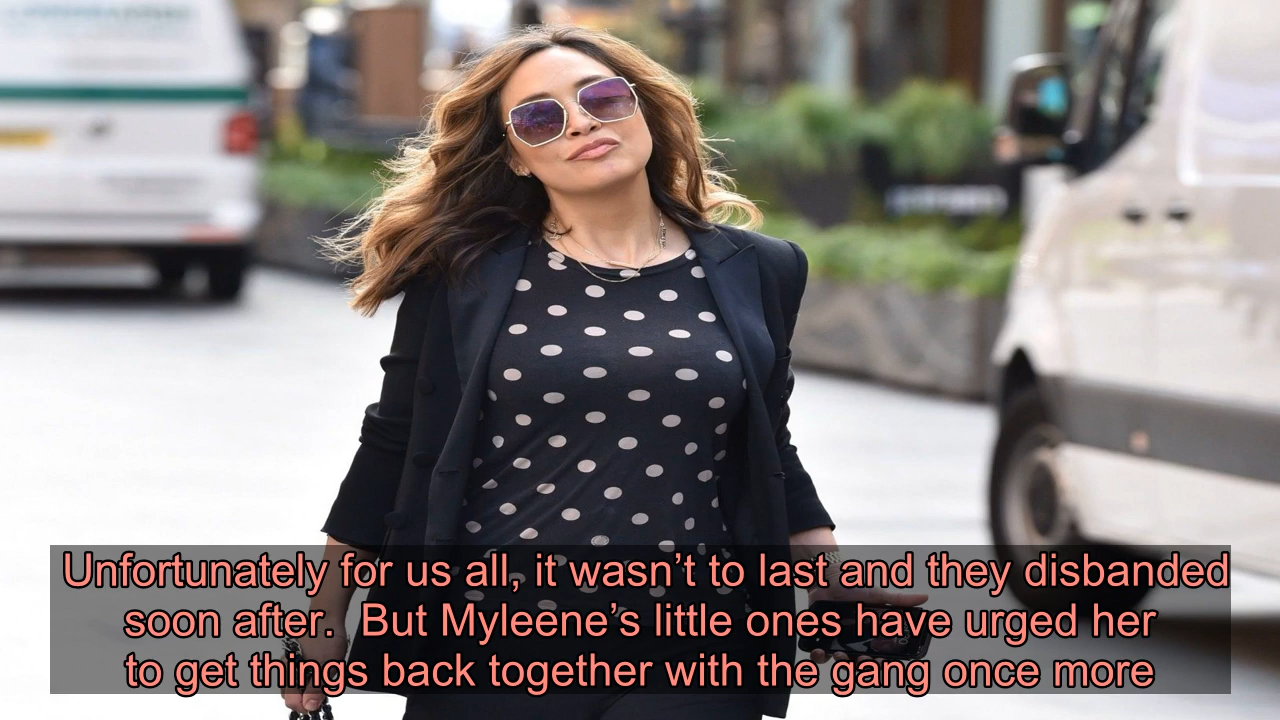 Unfortunately for us all, it wasn’t to last and they disbanded
soon after.  But Myleene’s little ones have urged her
to get things back together with the gang once more